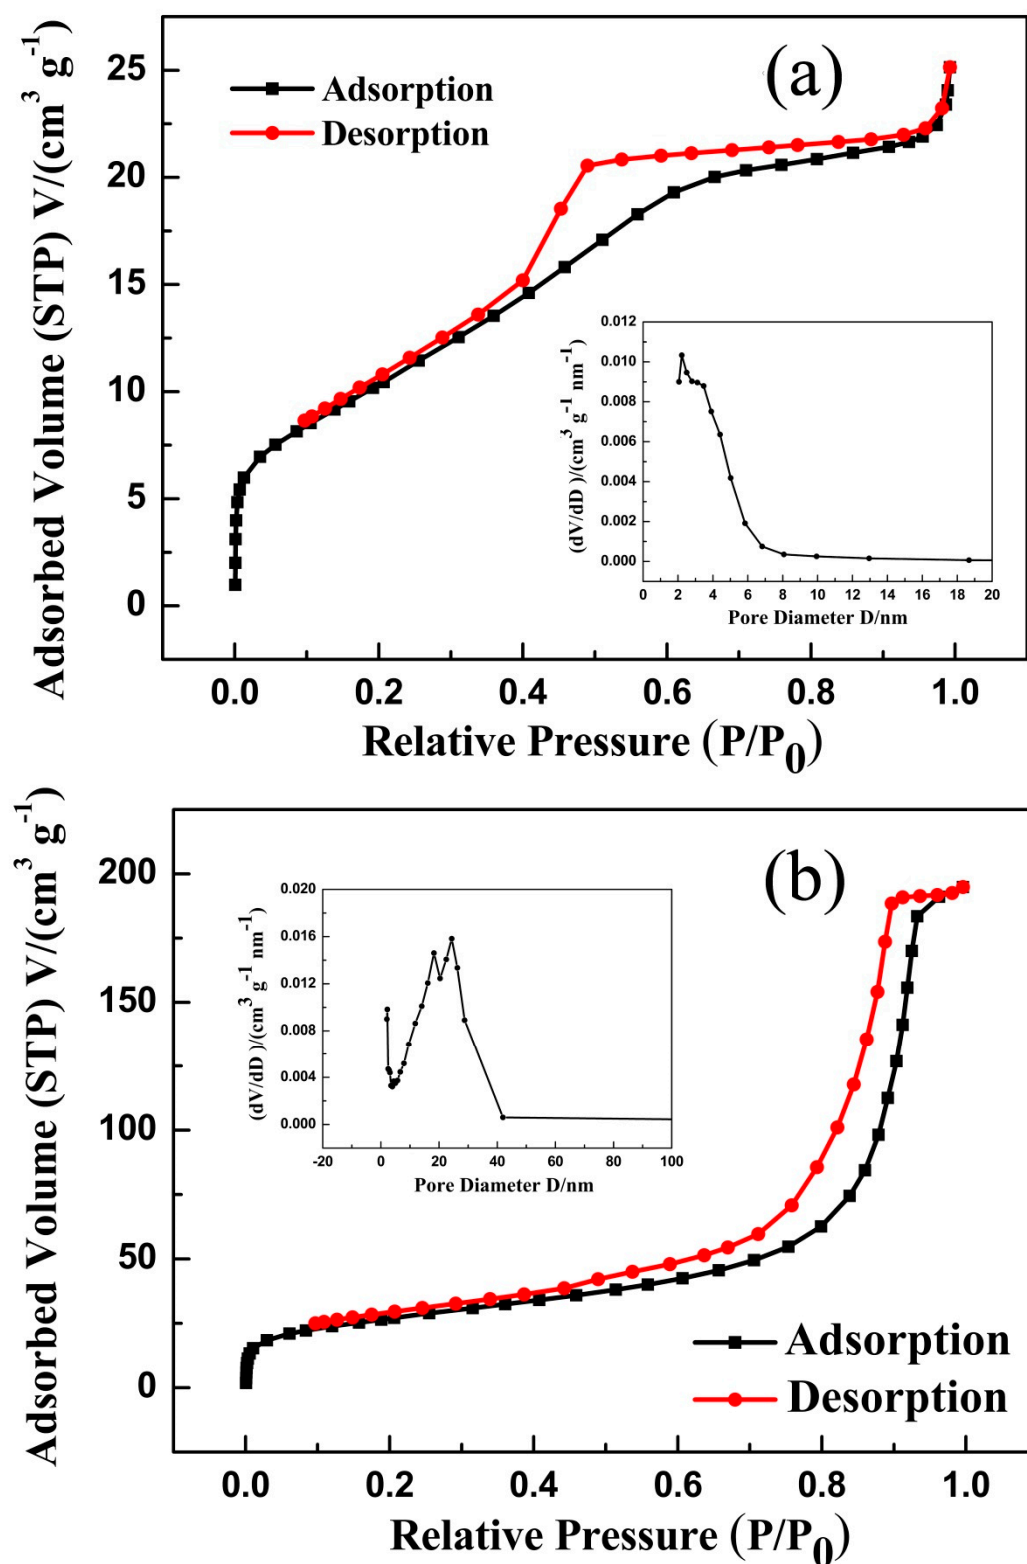 (a)
Adsorption
Desorption
Adsorbed Volume (STP) V/(cm³ g⁻¹)
25
20
15
10
5
0
0.0 0.2 0.4 0.6 0.8 1.0
Relative Pressure (P/P₀)
(dV/dD )/(cm³ g⁻¹ nm⁻¹)
0.012
0.010
0.008
0.006
0.004
0.002
0.000
0 2 4 6 8 10 12 14 16 18 20
Pore Diameter D/nm
(b)
Adsorbed Volume (STP) V/(cm³ g⁻¹)
200
150
100
50
0
0.0 0.2 0.4 0.6 0.8 1.0
Relative Pressure (P/P₀)
(dV/dD )/(cm³ g⁻¹ nm⁻¹)
0.020
0.016
0.012
0.008
0.004
0.000
-20 0 20 40 60 80 100
Pore Diameter D/nm
Adsorption
Desorption